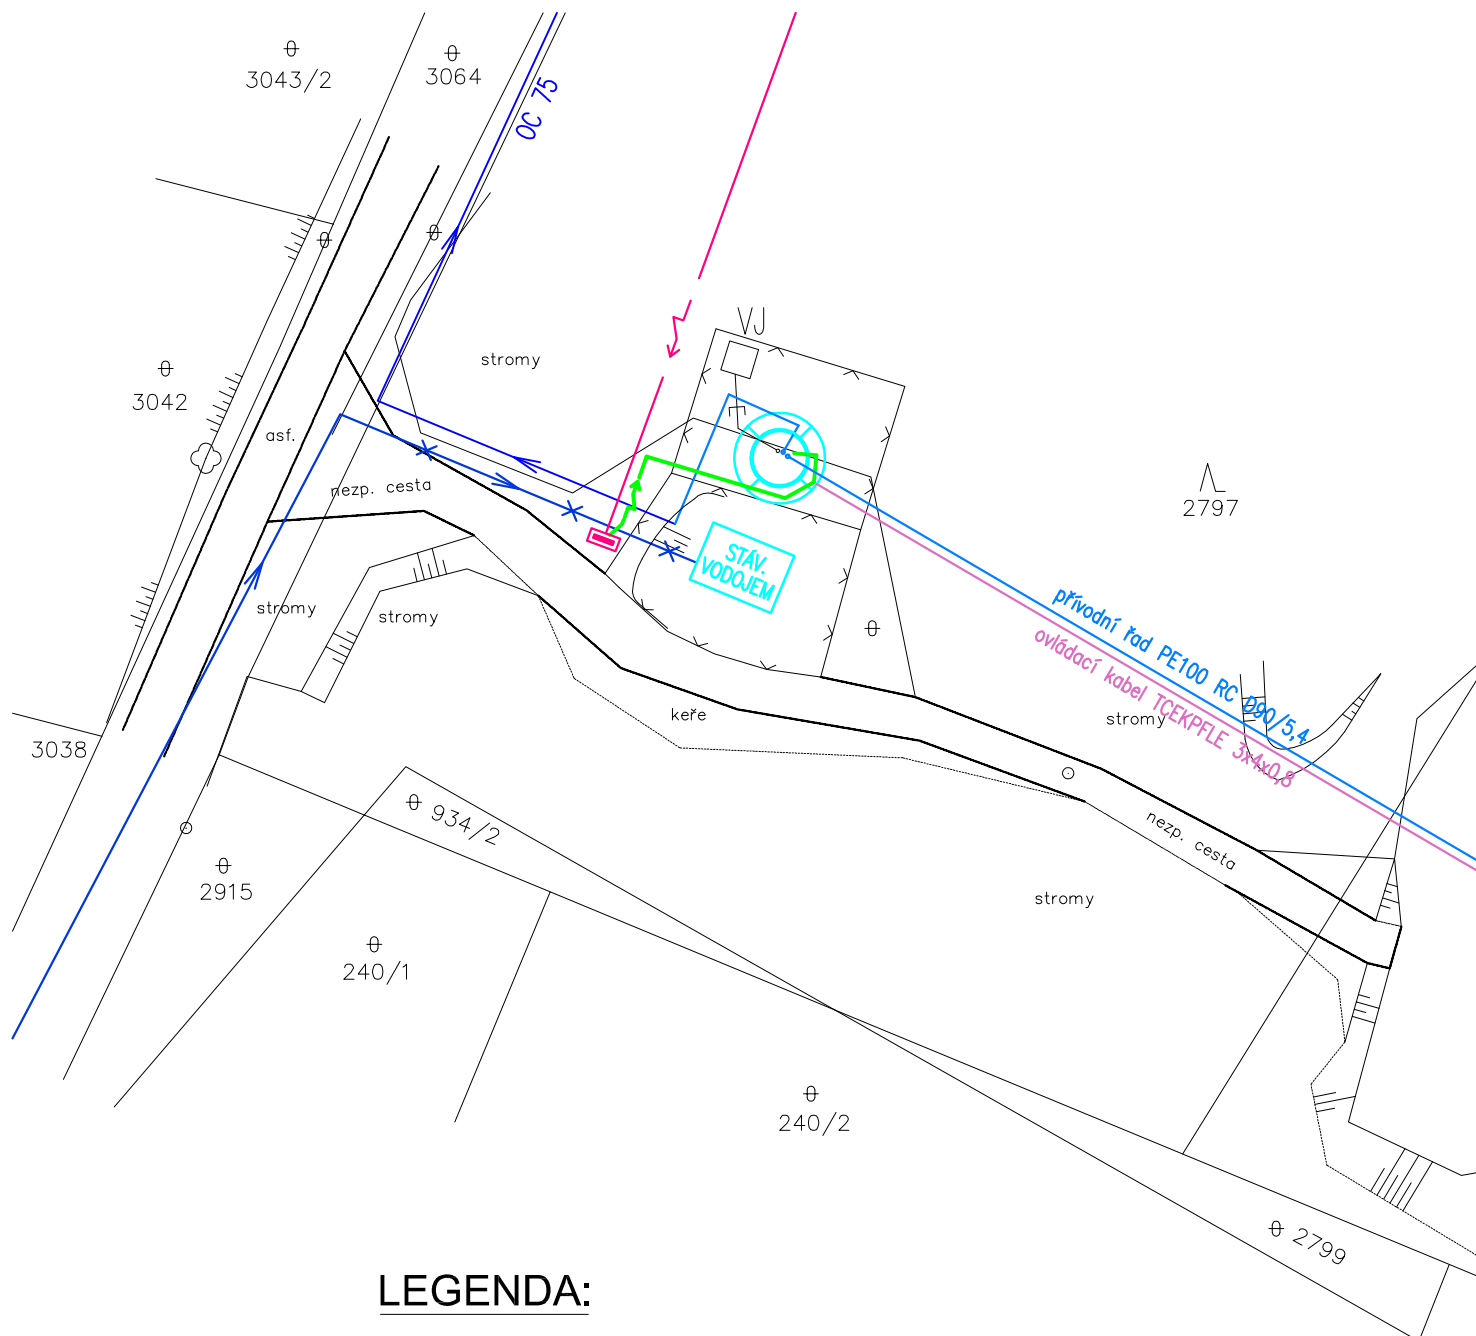 3043/2
3064
OC 75
VJ
stromy
3042
asf.
nezp. cesta
2797
STÁV.
VODOJEM
stromy
stromy
přívodní řad PE100 RC D90/5,4
ovládací kabel TCEKPFLE 3x4x0,8
stromy
keře
3038
934/2
nezp. cesta
2915
stromy
240/1
240/2
2799
LEGENDA: